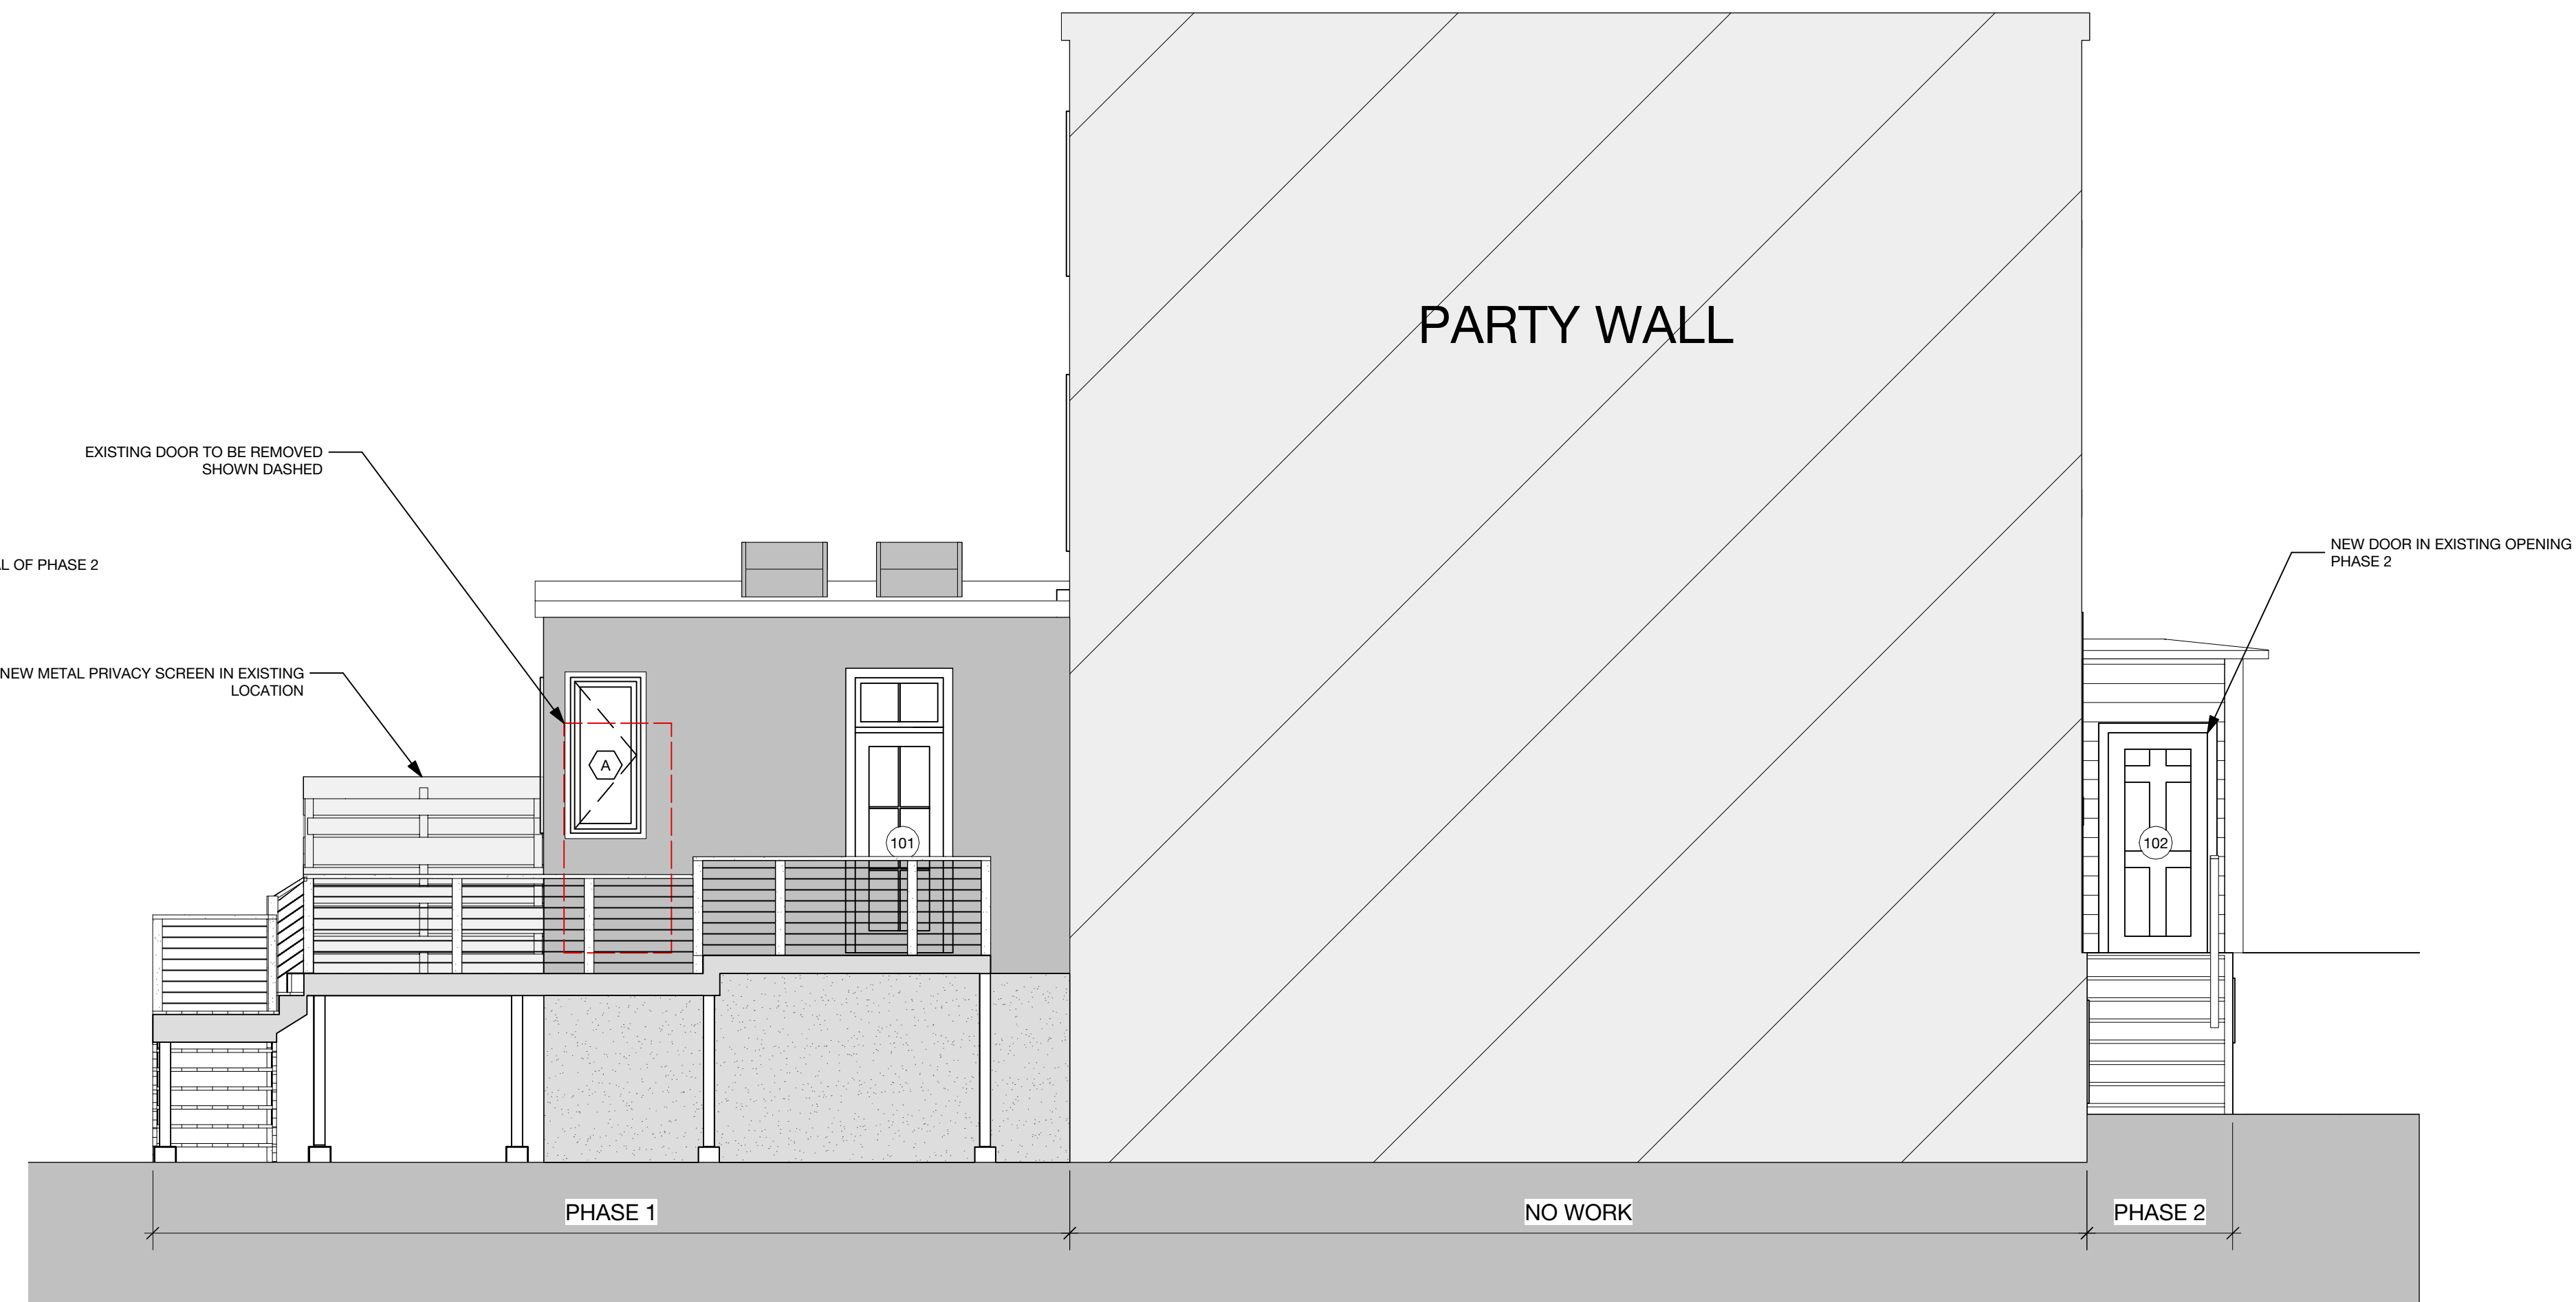 PARTY WALL
EXISTING DOOR TO BE REMOVED
SHOWN DASHED
NEW DOOR IN EXISTING OPENING
PHASE 2
OF PHASE 2
NEW METAL PRIVACY SCREEN IN EXISTING
LOCATION
A
101
102
PHASE 1
NO WORK
PHASE 2